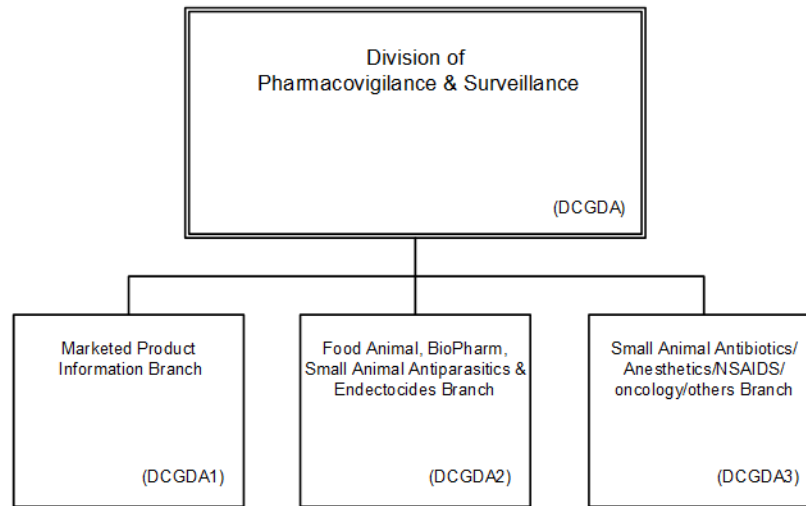 Division of
Pharmacovigilance & Surveillance
(DCGDA)
Marketed Product
Information Branch
(DCGDA1)
Food Animal, BioPharm,
Small Animal Antiparasitics &
Endectocides Branch
(DCGDA2)
Small Animal Antibiotics/
Anesthetics/NSAIDS/
oncology/others Branch
(DCGDA3)